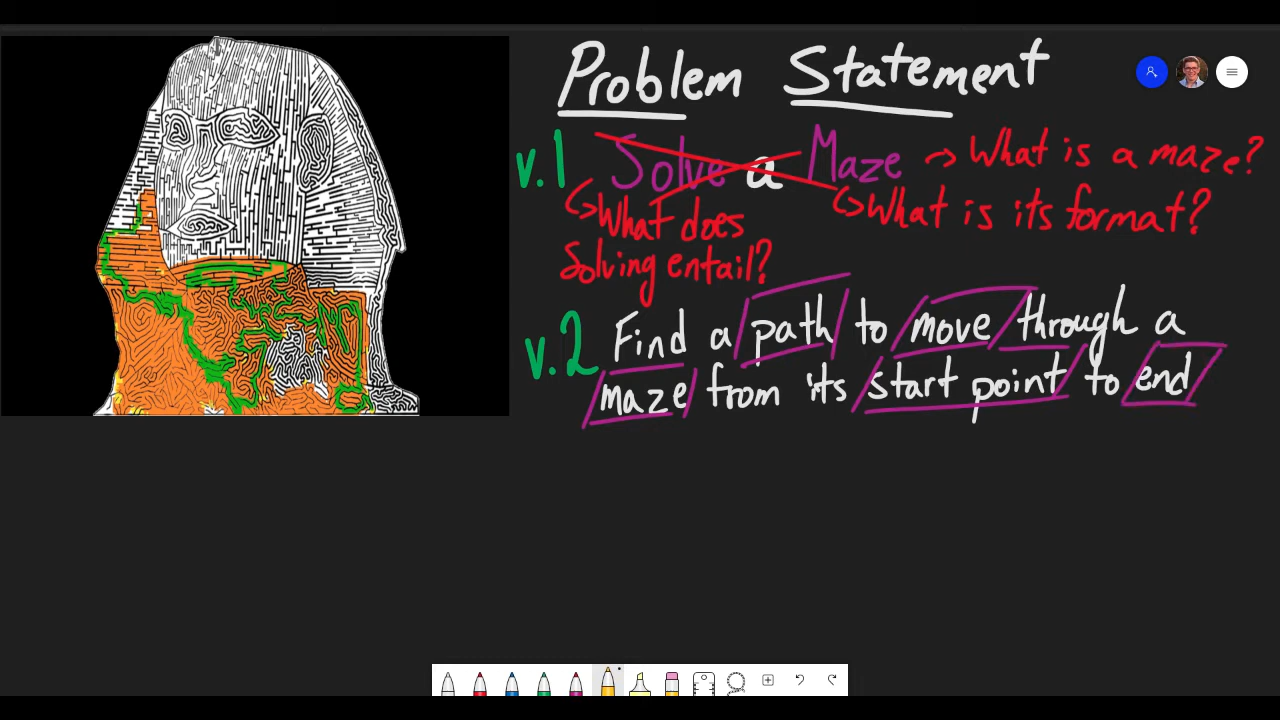 Problem Statement
v.1 Solve a Maze → What is a maze?
↳ What is its format?
↳ What does
Solving entail?
v.2 Find a path to move through a
maze from its start point to end